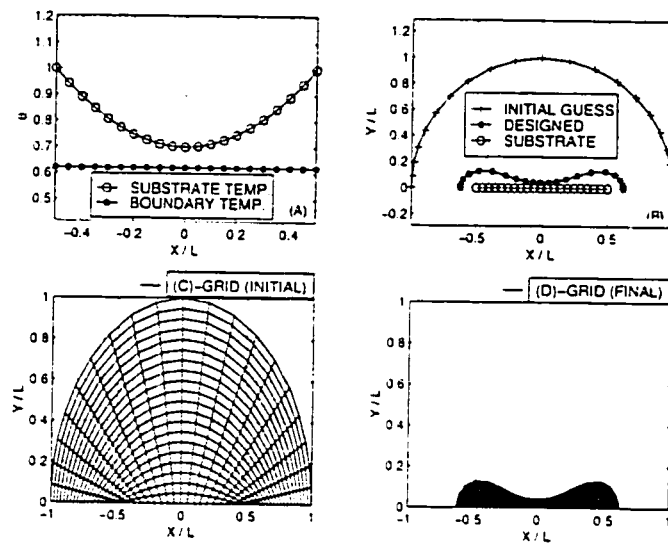 1.2
1.1
1
0.9
0.8
0.7
0.6
0.5
θ
SUBSTRATE TEMP
BOUNDARY TEMP.
(A)
−0.4 −0.2 0 0.2 0.4
X / L
1.2
1
0.8
0.6
0.4
0.2
0
−0.2
Y / L
INITIAL GUESS
DESIGNED
SUBSTRATE
(B)
−1 −0.5 0 0.5 1
X / L
(C)−GRID (INITIAL)
1
0.8
0.6
0.4
0.2
0
Y / L
−1 −0.5 0 0.5 1
X / L
(D)−GRID (FINAL)
1
0.8
0.6
0.4
0.2
0
Y / L
−1 −0.5 0 0.5 1
X / L